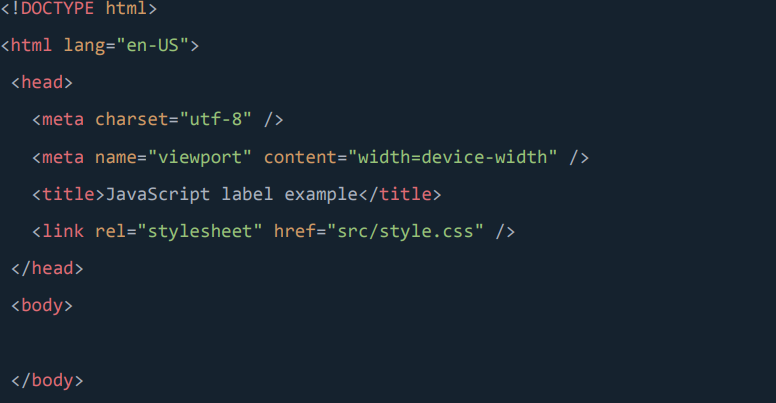 <!DOCTYPE html>
<html lang="en-US">
<head>
<meta charset="utf-8" />
<meta name="viewport" content="width=device-width" />
<title>JavaScript label example</title>
<link rel="stylesheet" href="src/style.css" />
</head>
<body>
</body>